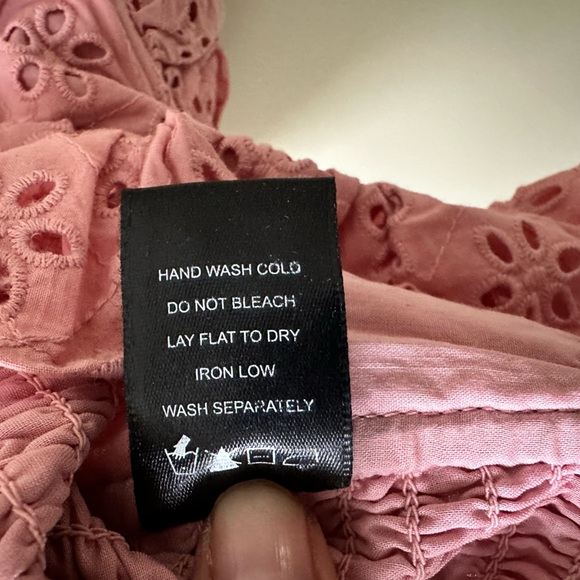 HAND WASH COLD
DO NOT BLEACH
LAY FLAT TO DRY
IRON LOW
WASH SEPARATELY